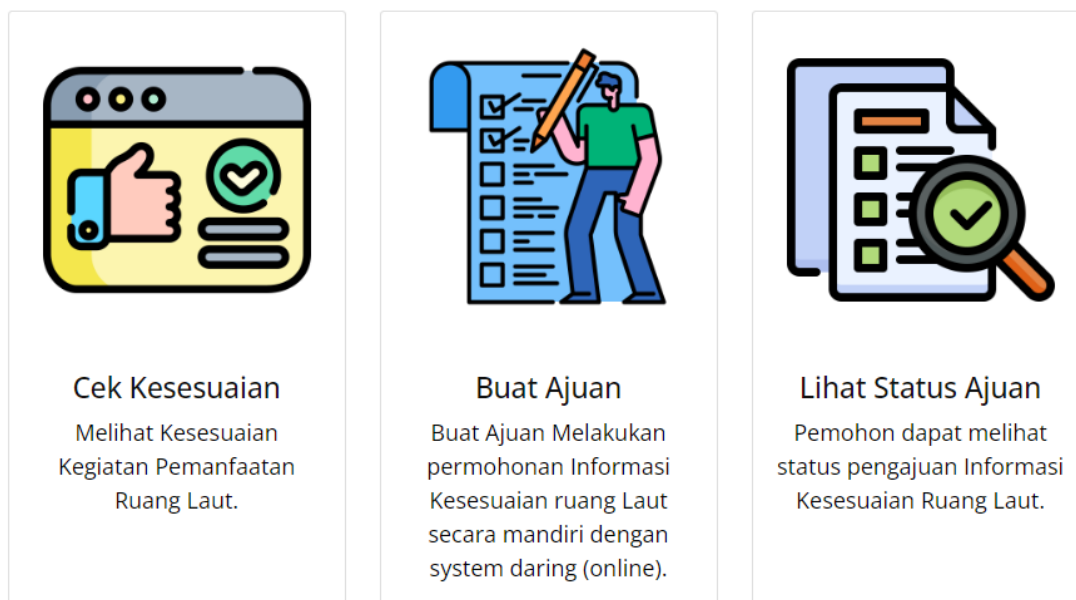 Cek Kesesuaian
Melihat Kesesuaian
Kegiatan Pemanfaatan
Ruang Laut.
Buat Ajuan
Buat Ajuan Melakukan
permohonan Informasi
Kesesuaian ruang Laut
secara mandiri dengan
system daring (online).
Lihat Status Ajuan
Pemohon dapat melihat
status pengajuan Informasi
Kesesuaian Ruang Laut.